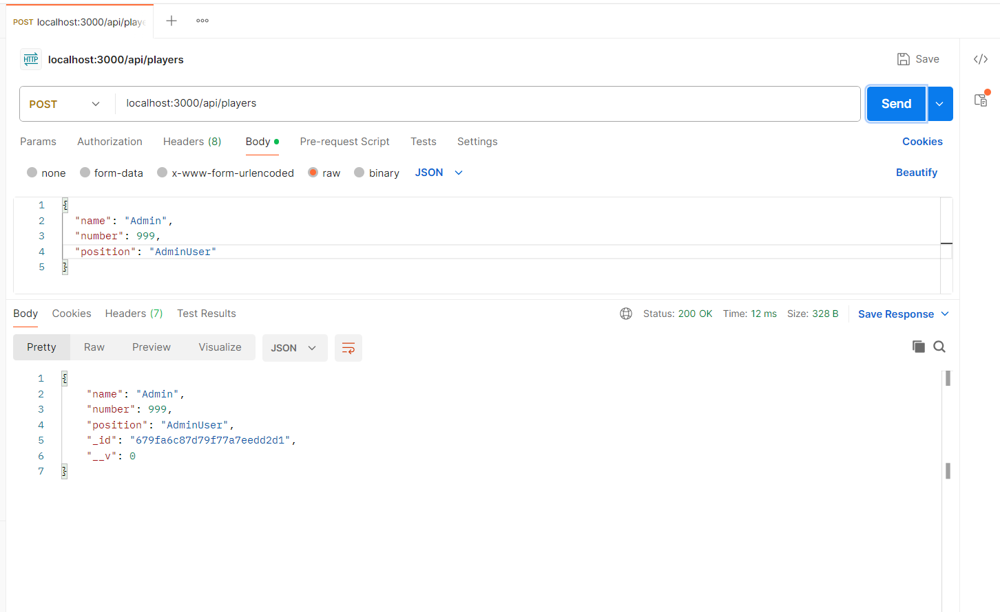 POST localhost:3000/api/playe
HTTP localhost:3000/api/players Save
POST localhost:3000/api/players Send
Params Authorization Headers (8) Body Pre-request Script Tests Settings Cookies
none form-data x-www-form-urlencoded raw binary JSON Beautify
1 {
2 "name": "Admin",
3 "number": 999,
4 "position": "AdminUser"
5 }
Body Cookies Headers (7) Test Results Status: 200 OK Time: 12 ms Size: 328 B Save Response
Pretty Raw Preview Visualize JSON
1 {
2 "name": "Admin",
3 "number": 999,
4 "position": "AdminUser",
5 "_id": "679fa6c87d79f77a7eedd2d1",
6 "__v": 0
7 }